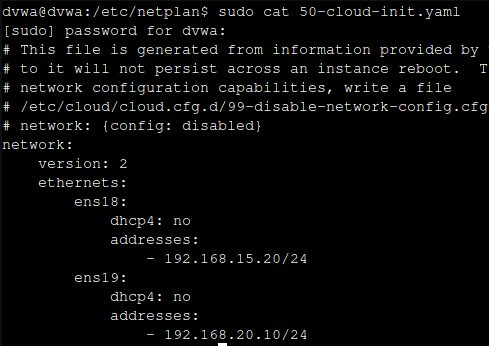 dvwa@dvwa:/etc/netplan$ sudo cat 50-cloud-init.yaml
[sudo] password for dvwa:
# This file is generated from information provided by
# to it will not persist across an instance reboot.  T
# network configuration capabilities, write a file
# /etc/cloud/cloud.cfg.d/99-disable-network-config.cfg
# network: {config: disabled}
network:
    version: 2
    ethernets:
        ens18:
            dhcp4: no
            addresses:
                - 192.168.15.20/24
        ens19:
            dhcp4: no
            addresses:
                - 192.168.20.10/24